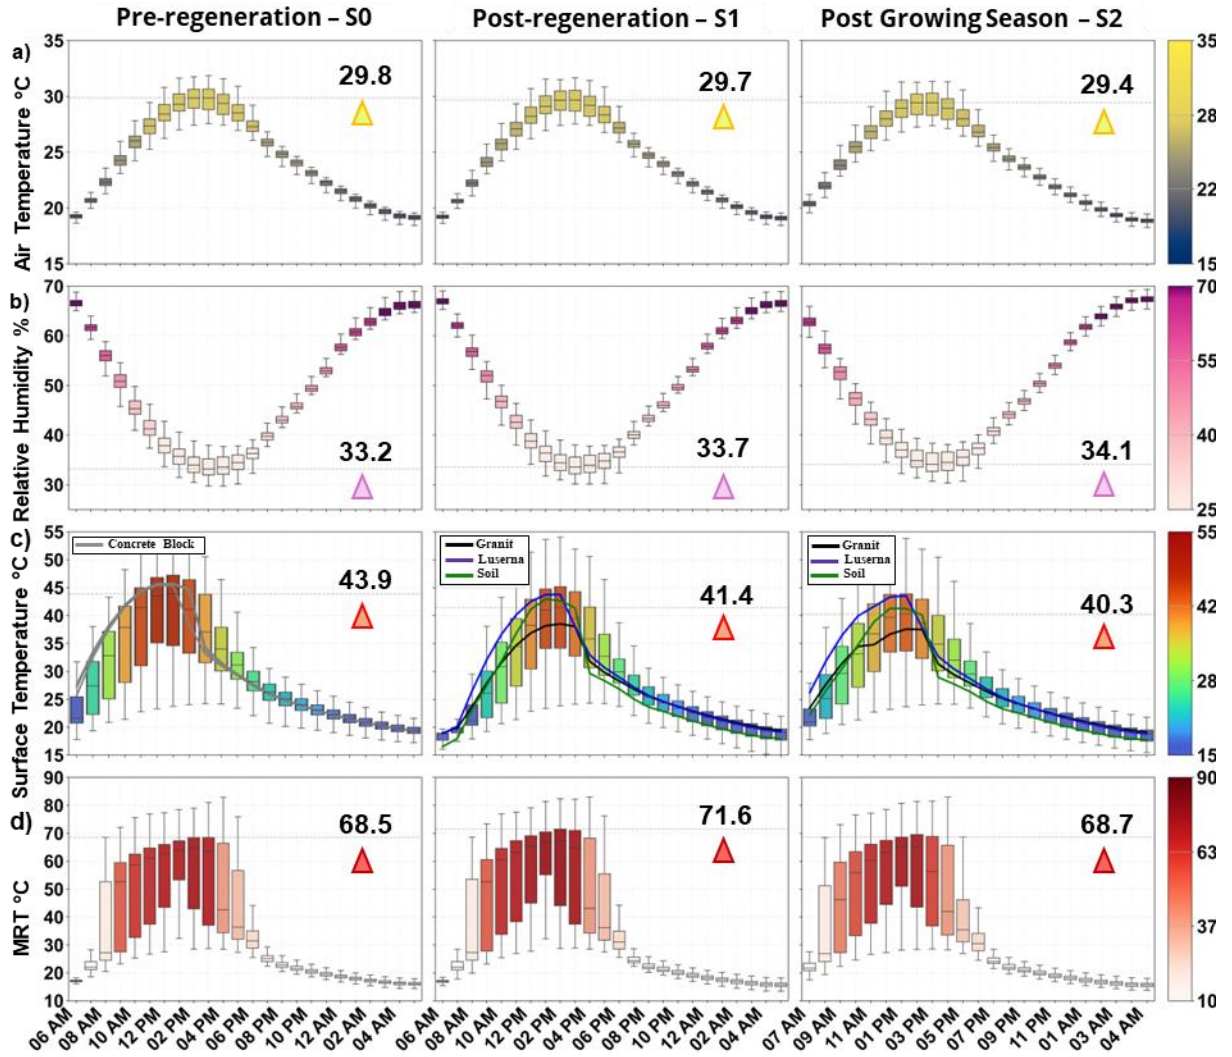 Pre-regeneration – S0
Post-regeneration – S1
Post Growing Season – S2
a)
Air Temperature °C
35
30
25
20
15
29.8
29.7
29.4
35
28
22
15
b)
Relative Humidity %
70
60
50
40
30
33.2
33.7
34.1
70
55
40
25
c)
Surface Temperature °C
55
50
45
40
35
30
25
20
15
Concrete Block
43.9
Granit
Luserna
Soil
41.4
Granit
Luserna
Soil
40.3
55
42
28
15
d)
MRT °C
90
80
70
60
50
40
30
20
10
68.5
71.6
68.7
90
63
37
10
06 AM 08 AM 10 AM 12 PM 02 PM 04 PM 06 PM 08 PM 10 PM 12 AM 02 AM 04 AM
06 AM 08 AM 10 AM 12 PM 02 PM 04 PM 06 PM 08 PM 10 PM 12 AM 02 AM 04 AM
07 AM 09 AM 11 AM 01 PM 03 PM 05 PM 07 PM 09 PM 11 PM 01 AM 03 AM 04 AM